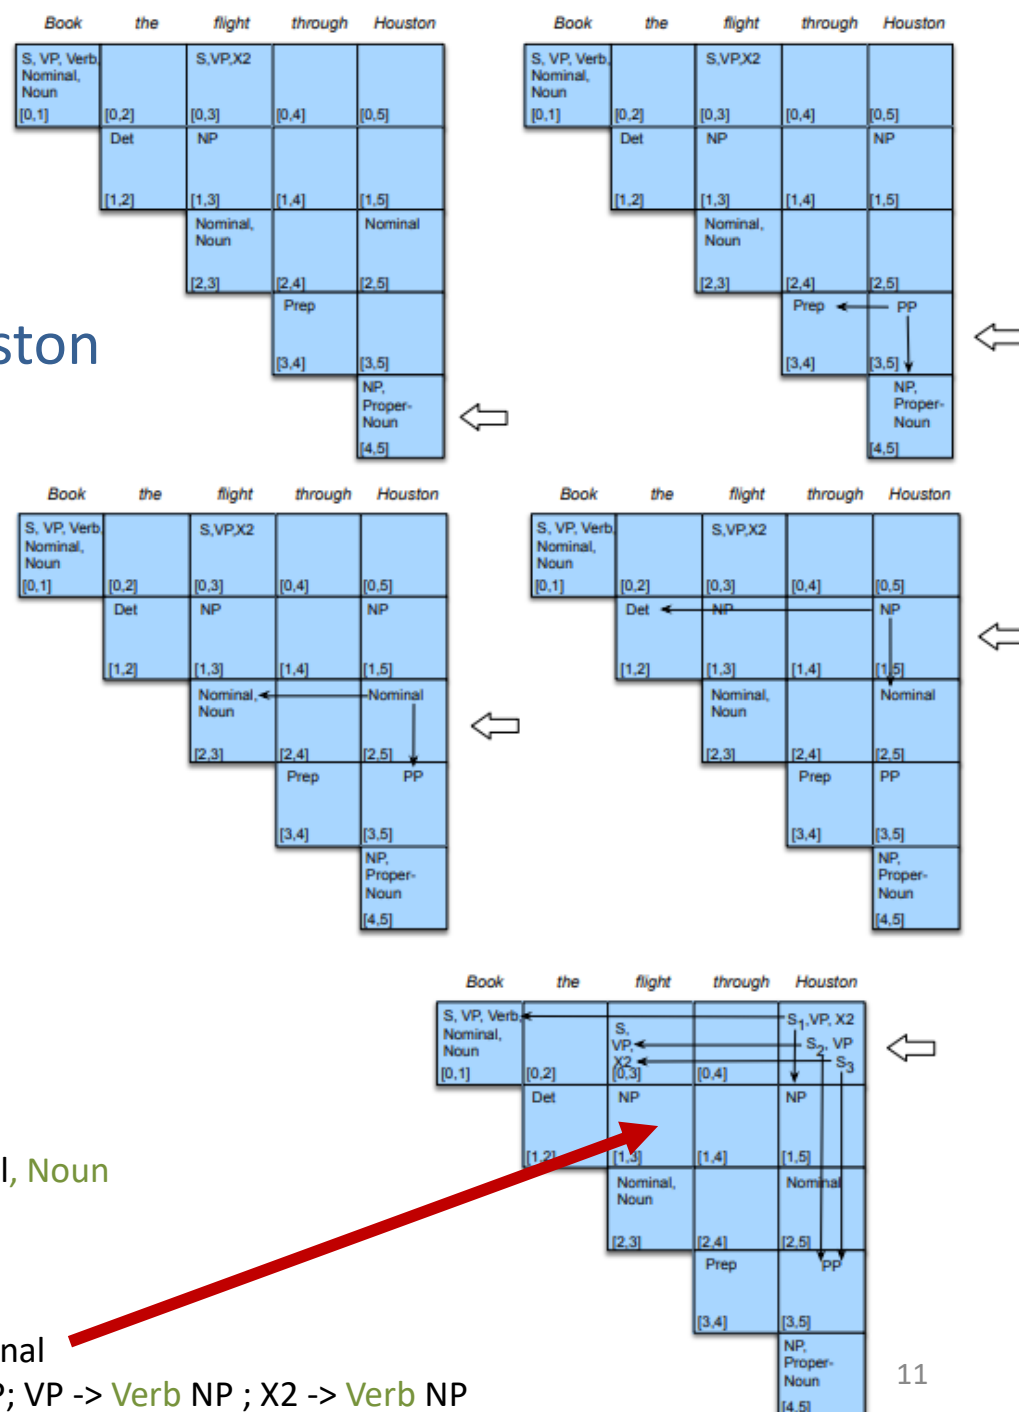 Book the flight through Houston
S, VP, Verb, Nominal, Noun [0,1]
[0,2]
S,VP,X2 [0,3]
[0,4]
[0,5]
Det [1,2]
NP [1,3]
[1,4]
[1,5]
Nominal, Noun [2,3]
[2,4]
Nominal [2,5]
Prep [3,4]
[3,5]
NP, Proper-Noun [4,5]
Book the flight through Houston
S, VP, Verb, Nominal, Noun [0,1]
[0,2]
S,VP,X2 [0,3]
[0,4]
[0,5]
Det [1,2]
NP [1,3]
[1,4]
NP [1,5]
Nominal, Noun [2,3]
[2,4]
[2,5]
Prep [3,4]
PP [3,5]
NP, Proper-Noun [4,5]
ston
Book the flight through Houston
S, VP, Verb, Nominal, Noun [0,1]
[0,2]
S,VP,X2 [0,3]
[0,4]
[0,5]
Det [1,2]
NP [1,3]
[1,4]
NP [1,5]
Nominal, Noun [2,3]
[2,4]
Nominal [2,5]
Prep [3,4]
PP [3,5]
NP, Proper-Noun [4,5]
Book the flight through Houston
S, VP, Verb, Nominal, Noun [0,1]
[0,2]
S,VP,X2 [0,3]
[0,4]
[0,5]
Det [1,2]
NP [1,3]
[1,4]
NP [1,5]
Nominal, Noun [2,3]
[2,4]
Nominal [2,5]
Prep [3,4]
PP [3,5]
NP, Proper-Noun [4,5]
Book the flight through Houston
S, VP, Verb, Nominal, Noun [0,1]
[0,2]
S, VP, X2 [0,3]
[0,4]
S1,VP, X2
S2, VP
S3
Det [1,2]
NP [1,3]
[1,4]
NP [1,5]
Nominal, Noun [2,3]
[2,4]
Nominal [2,5]
Prep [3,4]
PP [3,5]
NP, Proper-Noun [4,5]
l, Noun
nal
P; VP -> Verb NP ; X2 -> Verb NP
11